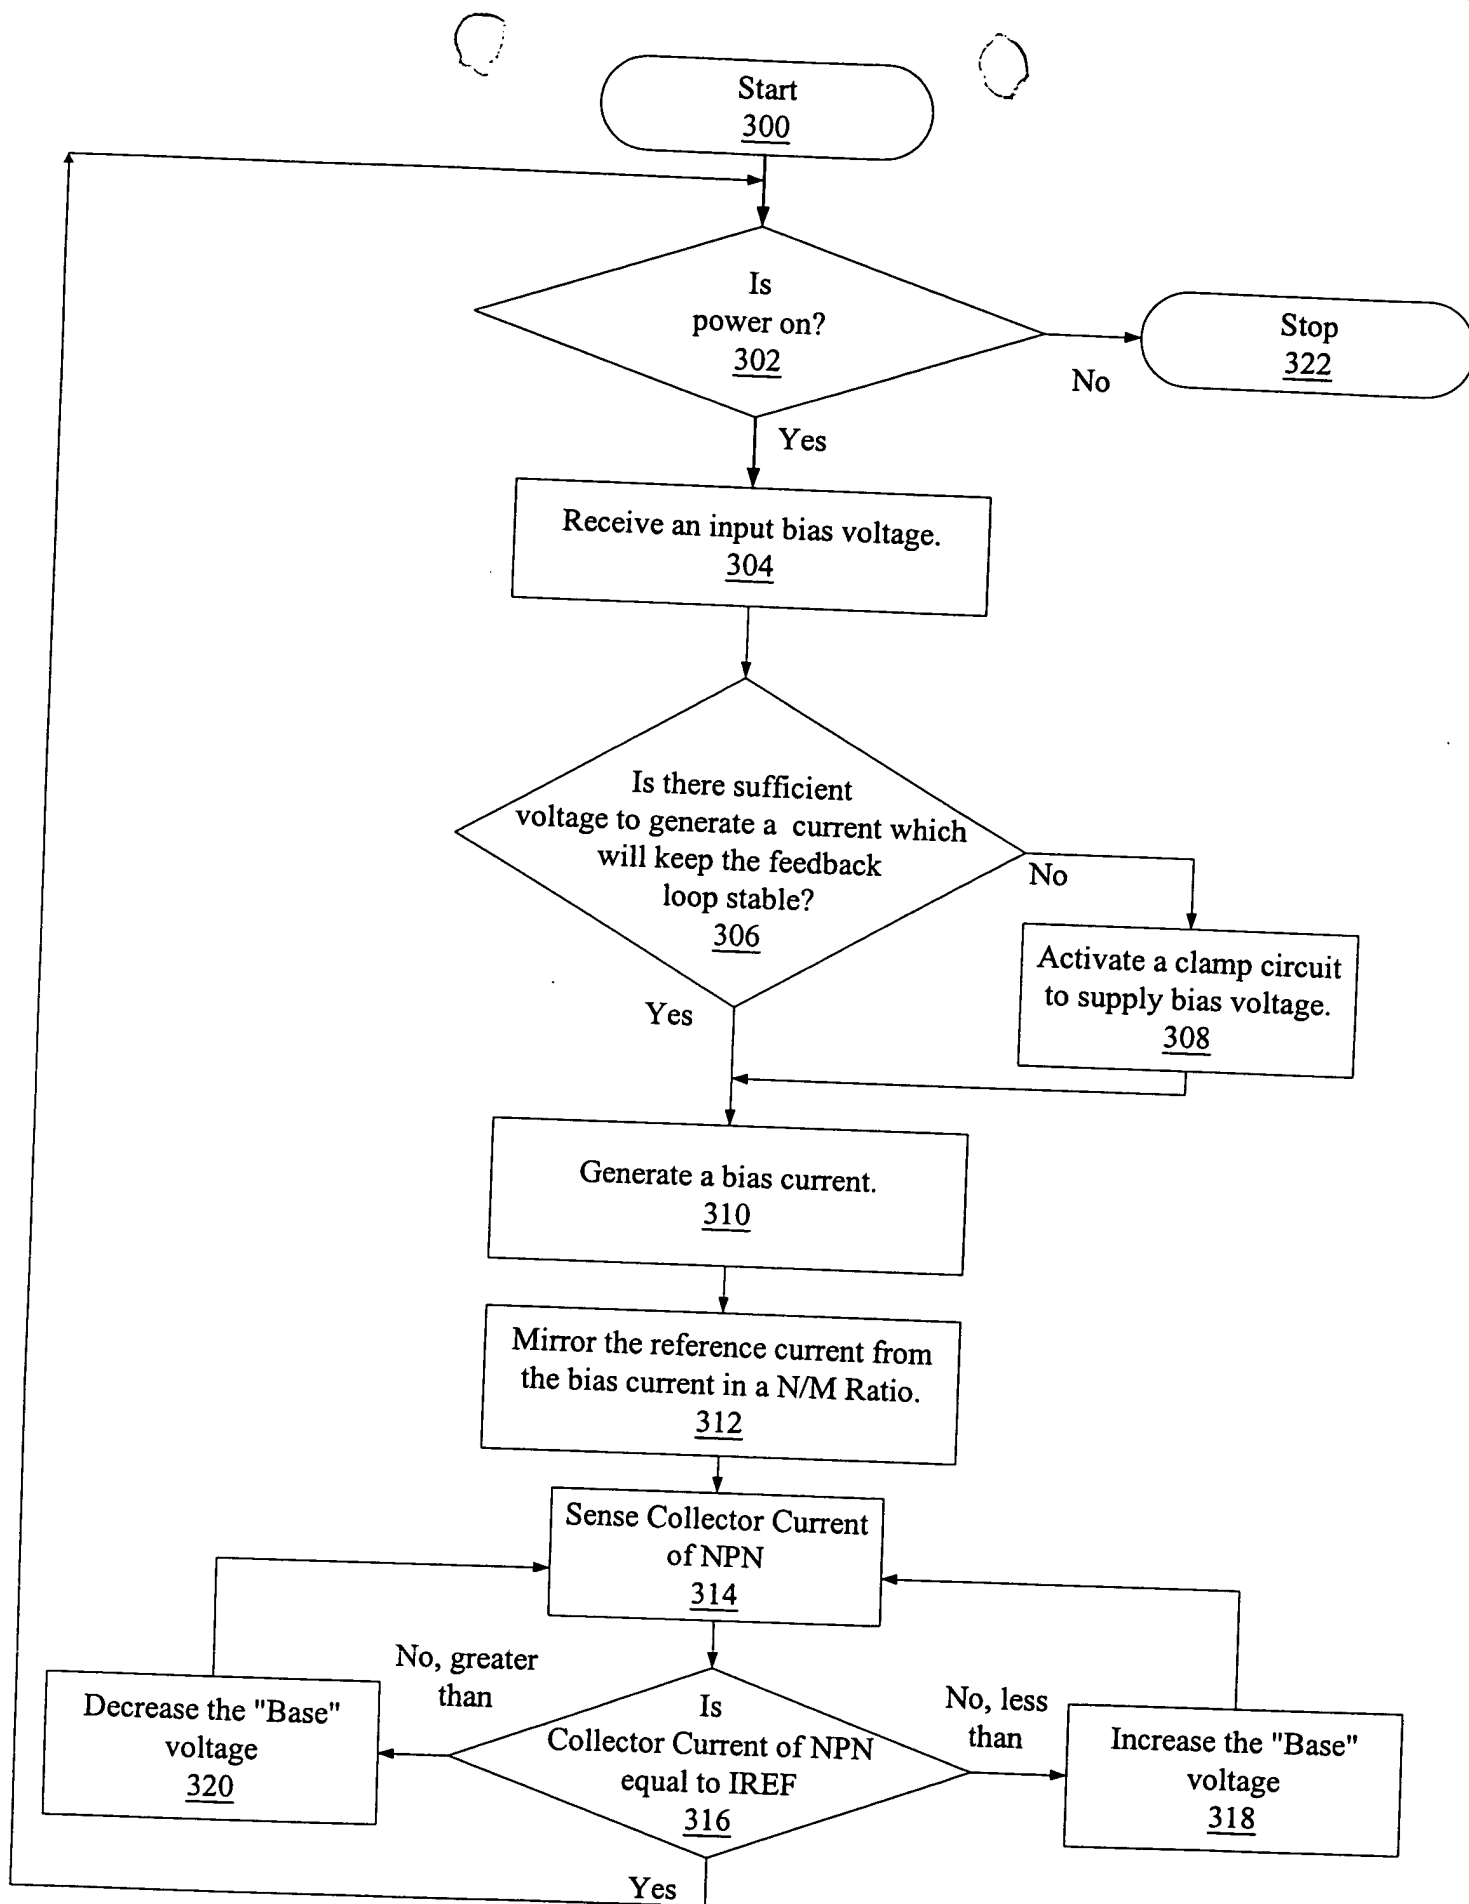 Start
300
Is
power on?
302
No
Stop
322
Yes
Receive an input bias voltage.
304
Is there sufficient
voltage to generate a current which
will keep the feedback
loop stable?
306
No
Activate a clamp circuit
to supply bias voltage.
308
Yes
Generate a bias current.
310
Mirror the reference current from
the bias current in a N/M Ratio.
312
Sense Collector Current
of NPN
314
No, greater
than
Decrease the "Base"
voltage
320
Is
Collector Current of NPN
equal to IREF
316
No, less
than
Increase the "Base"
voltage
318
Yes